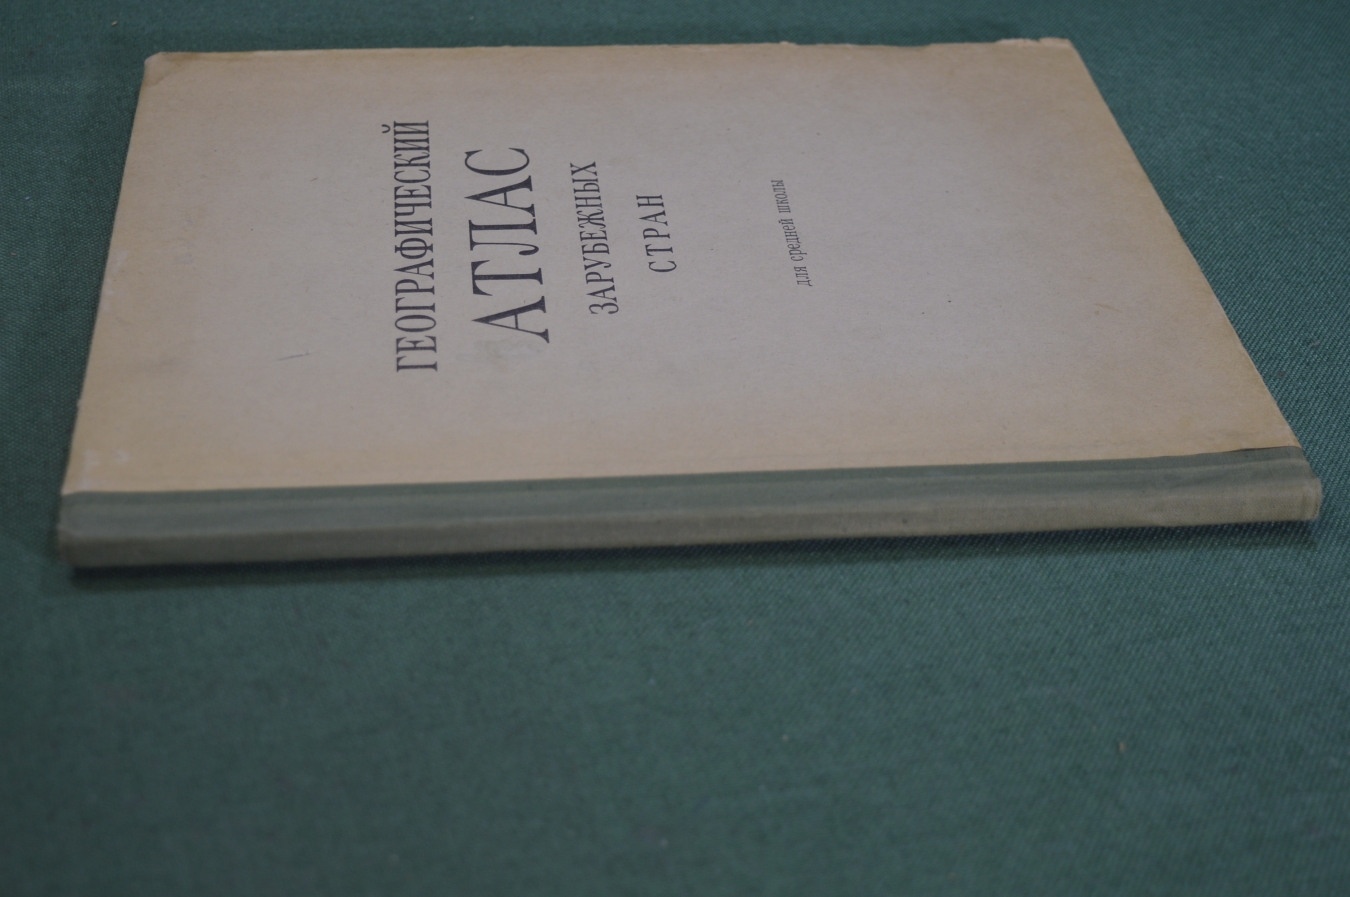 ГЕОГРАФИЧЕСКИЙ
АТЛАС
ЗАРУБЕЖНЫХ
СТРАН
для средней школы